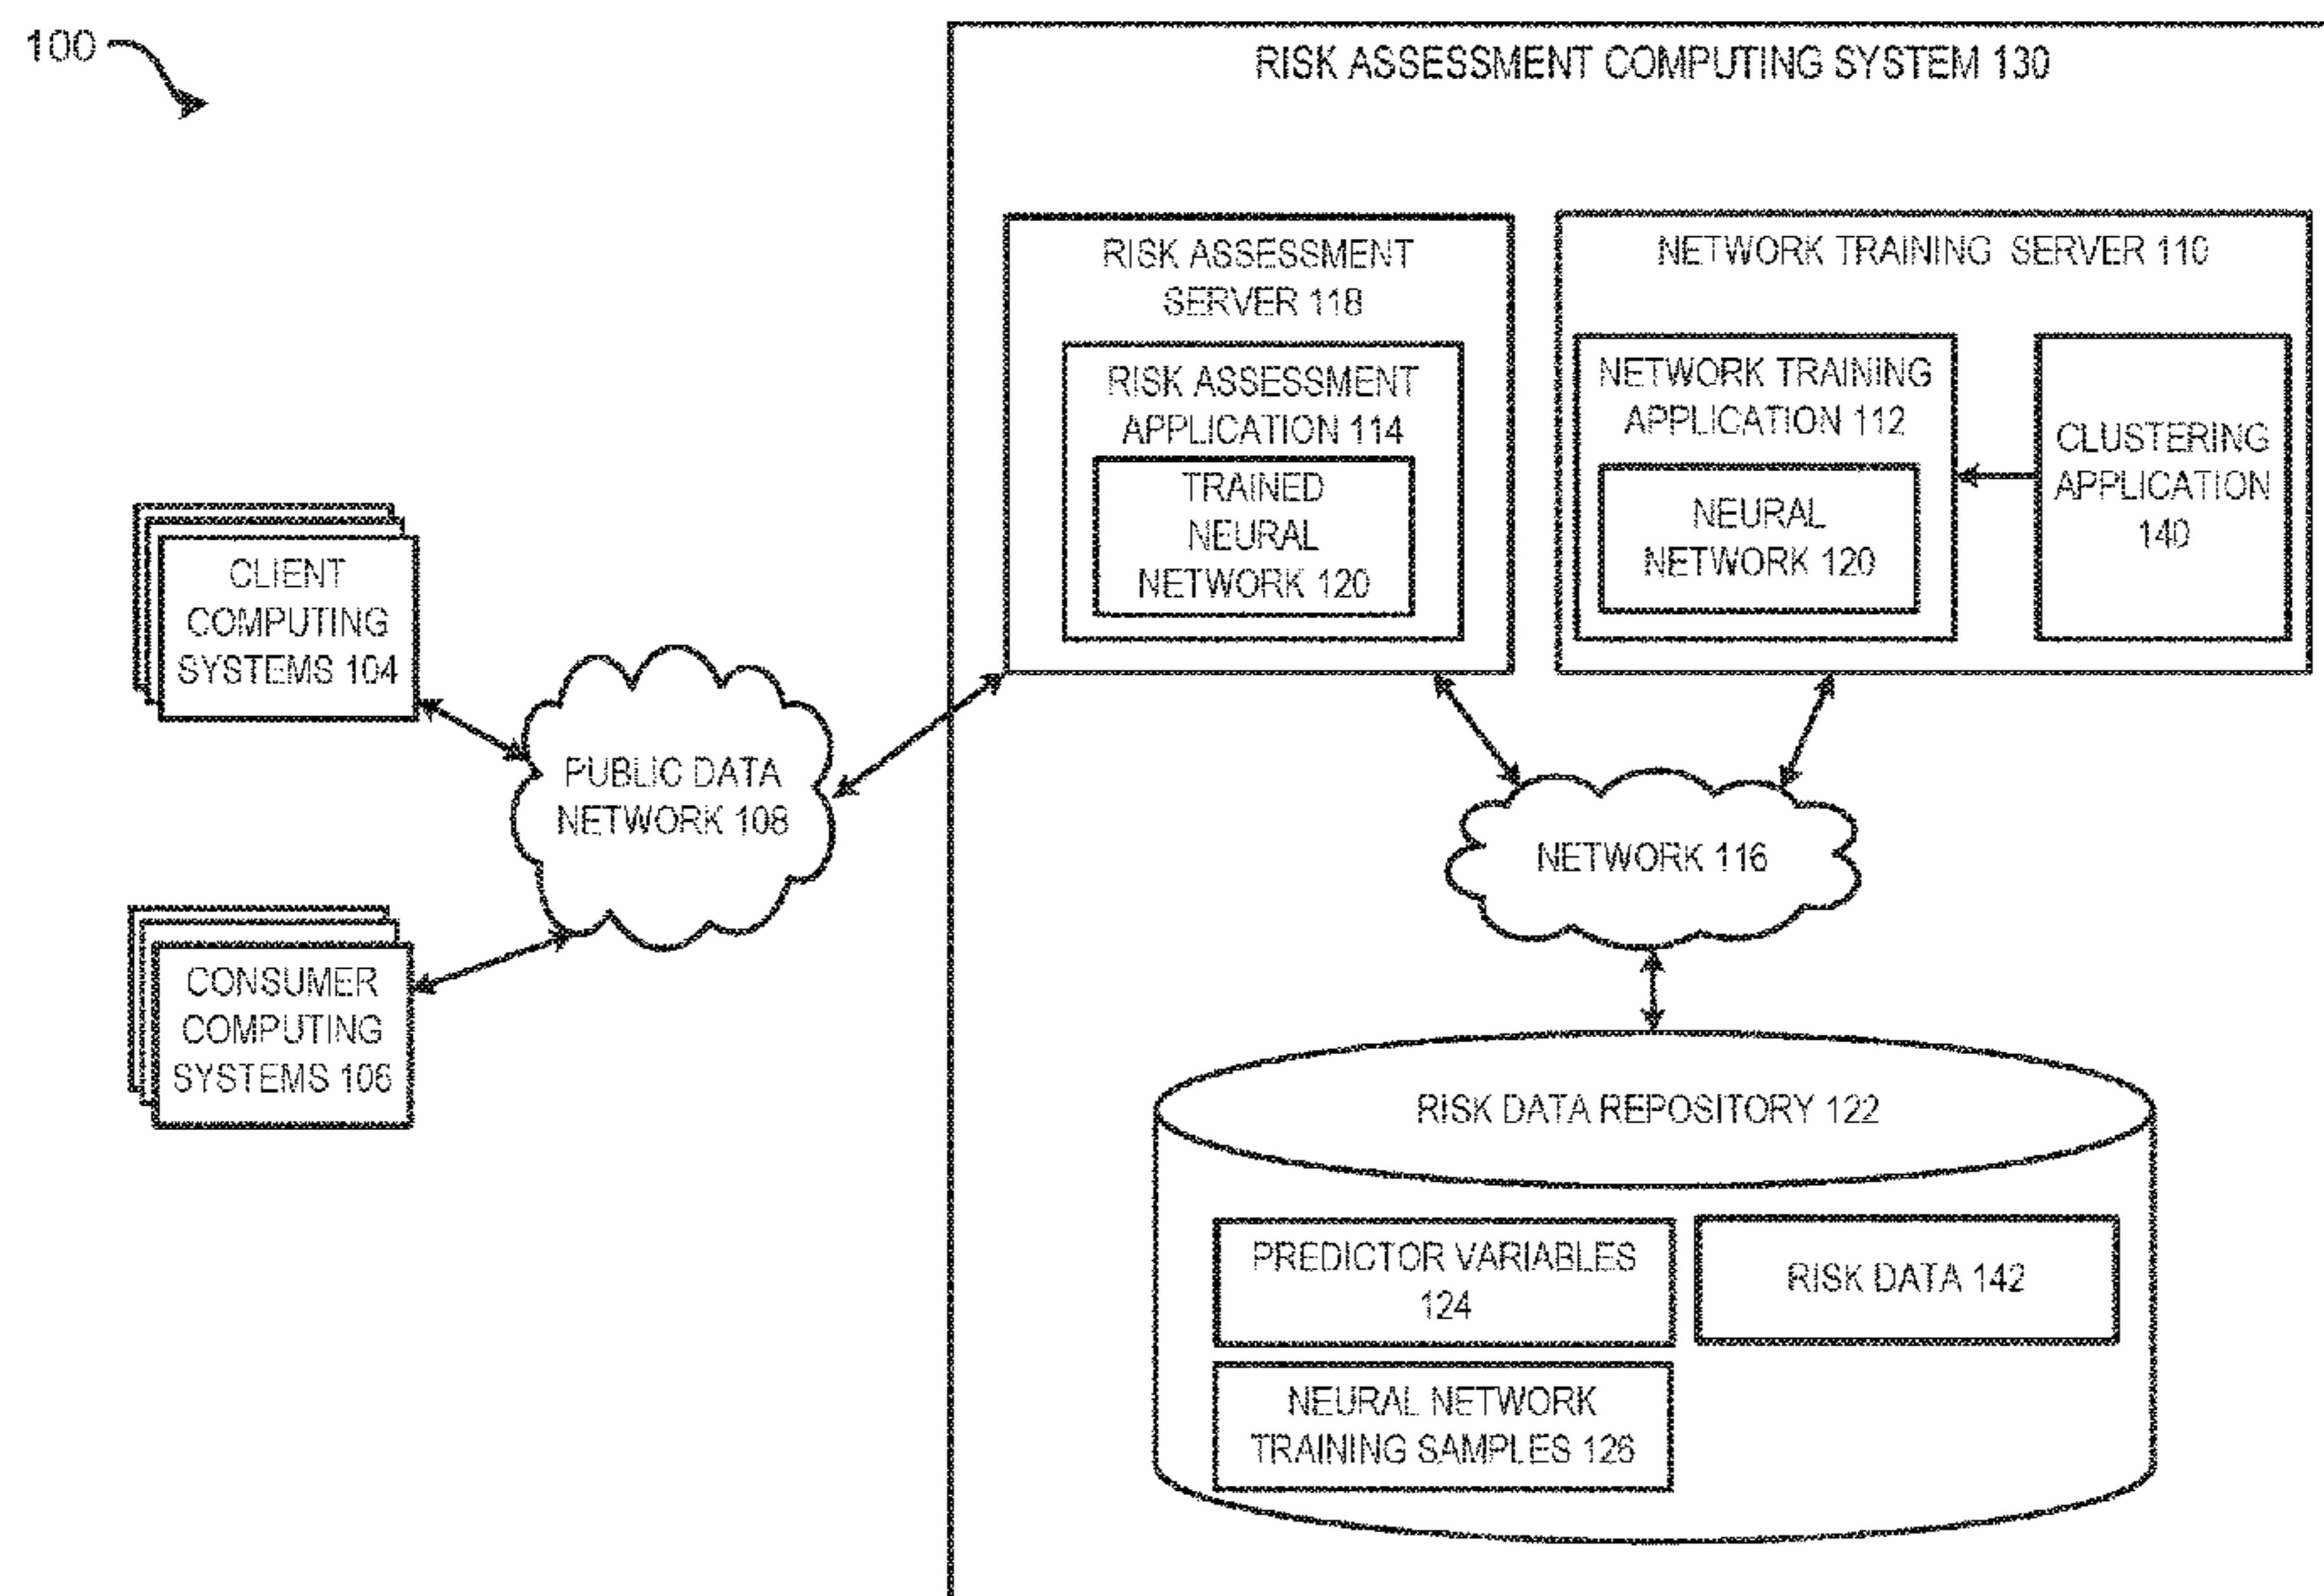 100
RISK ASSESSMENT COMPUTING SYSTEM 130
RISK ASSESSMENT
SERVER 118
RISK ASSESSMENT
APPLICATION 114
TRAINED
NEURAL
NETWORK 120
NETWORK TRAINING SERVER 110
NETWORK TRAINING
APPLICATION 112
NEURAL
NETWORK 120
CLUSTERING
APPLICATION
140
CLIENT
COMPUTING
SYSTEMS 104
PUBLIC DATA
NETWORK 108
CONSUMER
COMPUTING
SYSTEMS 106
NETWORK 116
RISK DATA REPOSITORY 122
PREDICTOR VARIABLES
124
RISK DATA 142
NEURAL NETWORK
TRAINING SAMPLES 126